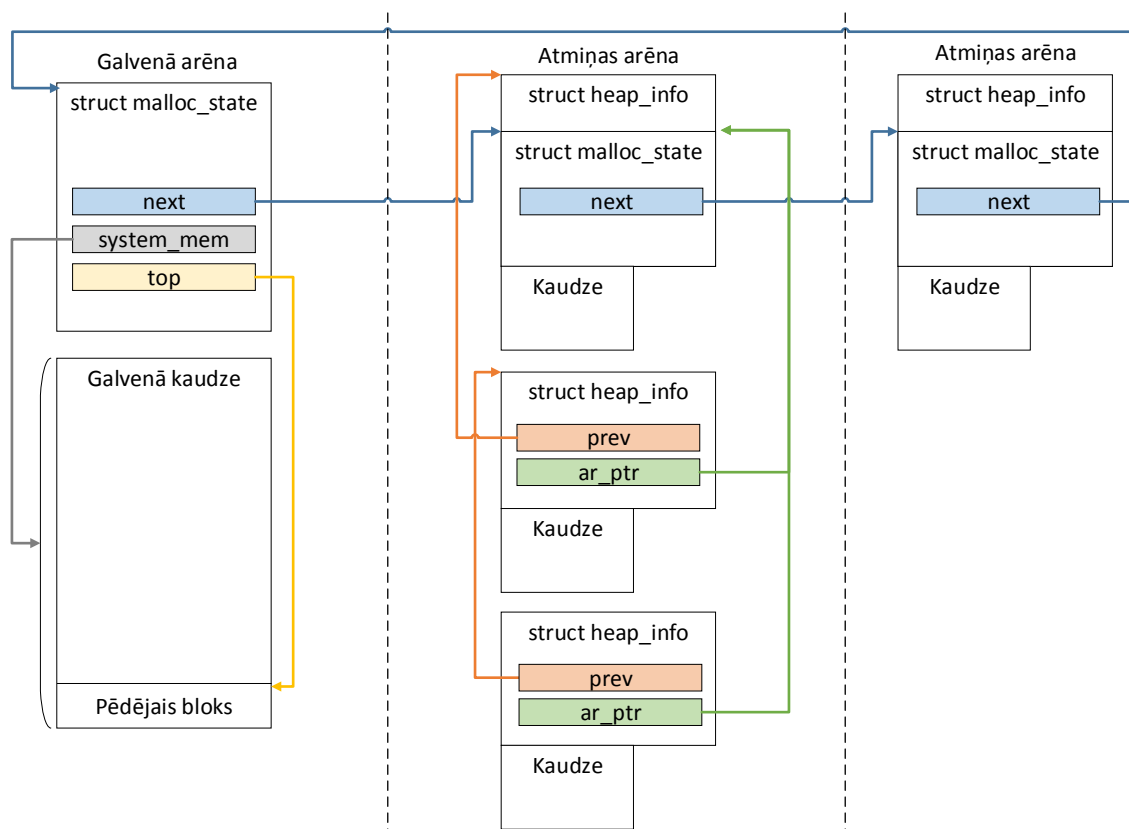 Galvenā arēna
struct malloc_state
next
system_mem
top
Galvenā kaudze
Pēdējais bloks
Atmiņas arēna
struct heap_info
struct malloc_state
next
Kaudze
struct heap_info
prev
ar_ptr
Kaudze
struct heap_info
prev
ar_ptr
Kaudze
Atmiņas arēna
struct heap_info
struct malloc_state
next
Kaudze